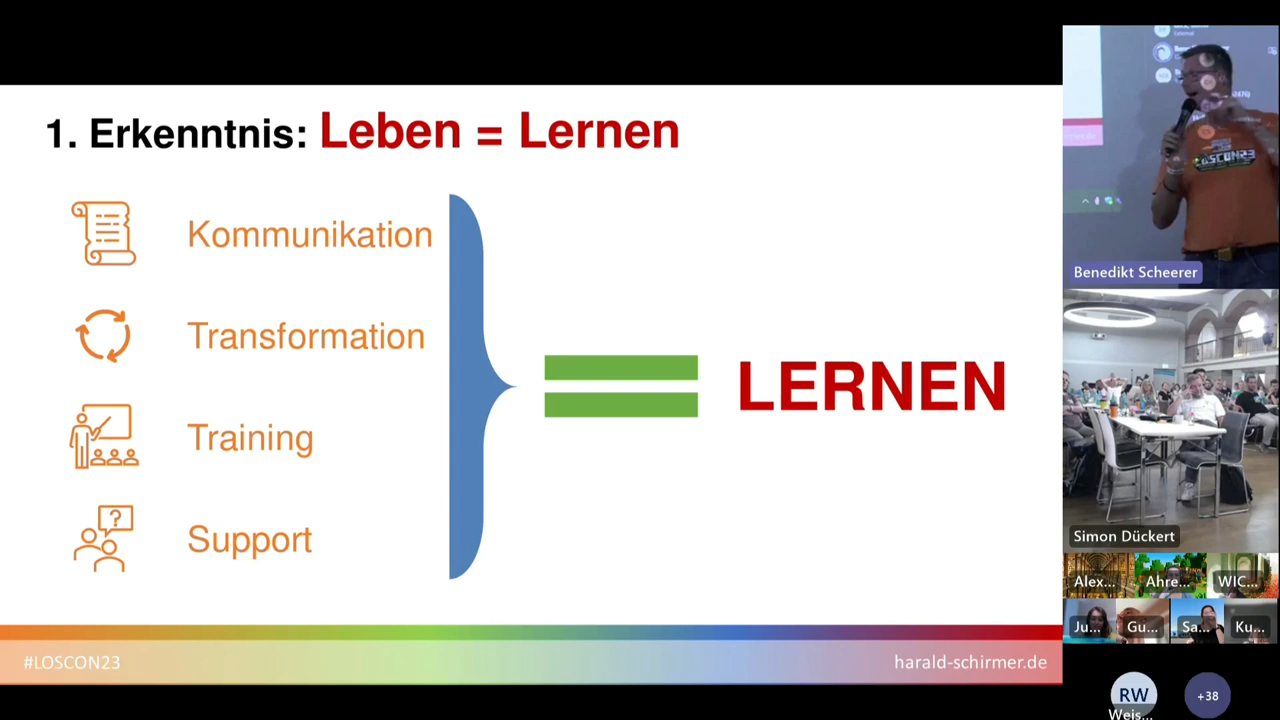 1. Erkenntnis: Leben = Lernen
Kommunikation
Transformation
Training
?
Support
LERNEN
#LOSCON23
harald-schirmer.de
Benedikt Scheerer
Simon Dückert
Alex...
Ahre...
WIC...
Ju...
Gu...
Sa...
Ku...
RW
+38
Weis...